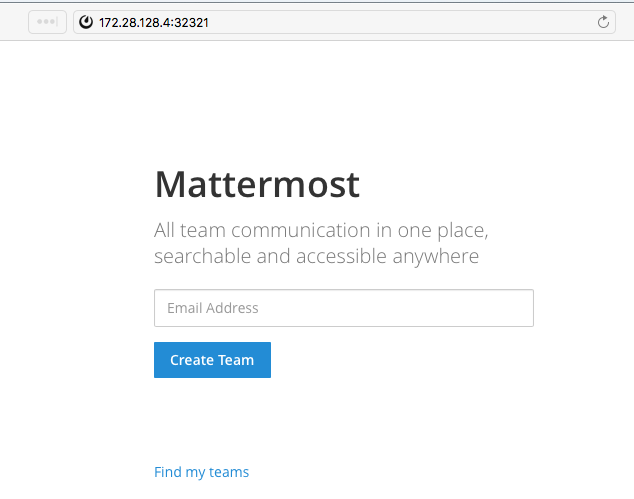 172.28.128.4:32321
Mattermost
All team communication in one place,
searchable and accessible anywhere
Email Address
Create Team
Find my teams